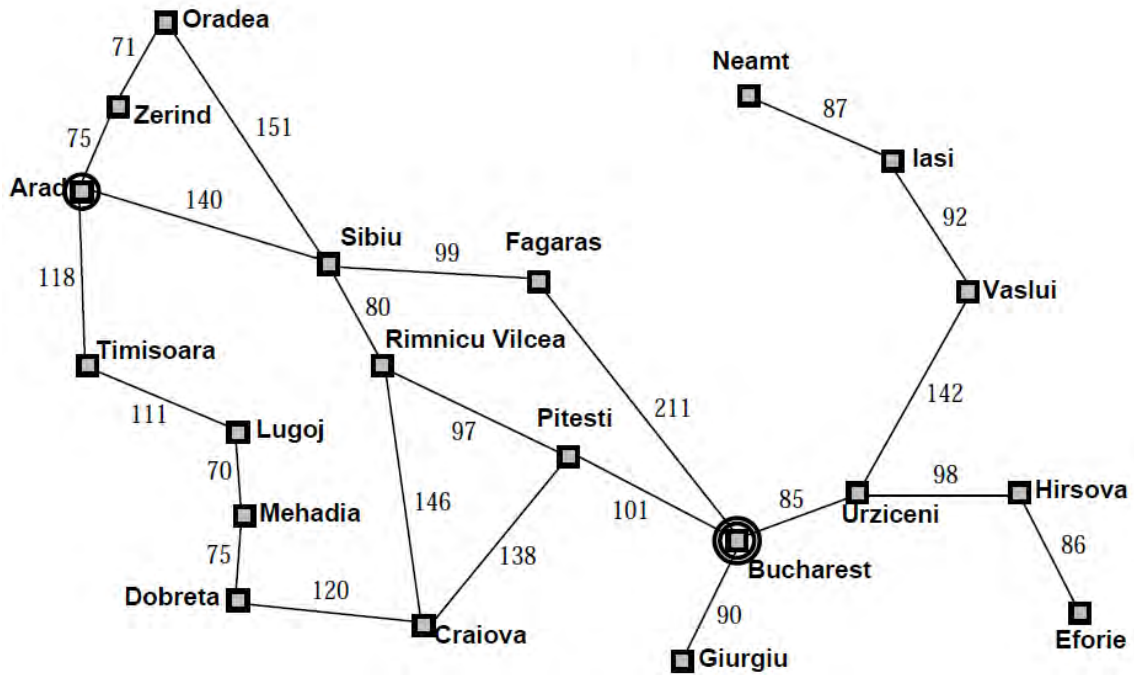 Oradea
71
Neamt
Zerind
87
75
151
Iasi
Arad
140
92
Sibiu
Fagaras
99
118
Vaslui
80
Timisoara
Rimnicu Vilcea
111
Lugoj
97
Pitesti
211
142
70
Mehadia
146
101
85
98
Hirsova
Urziceni
75
138
86
Dobreta
120
Bucharest
90
Craiova
Giurgiu
Eforie